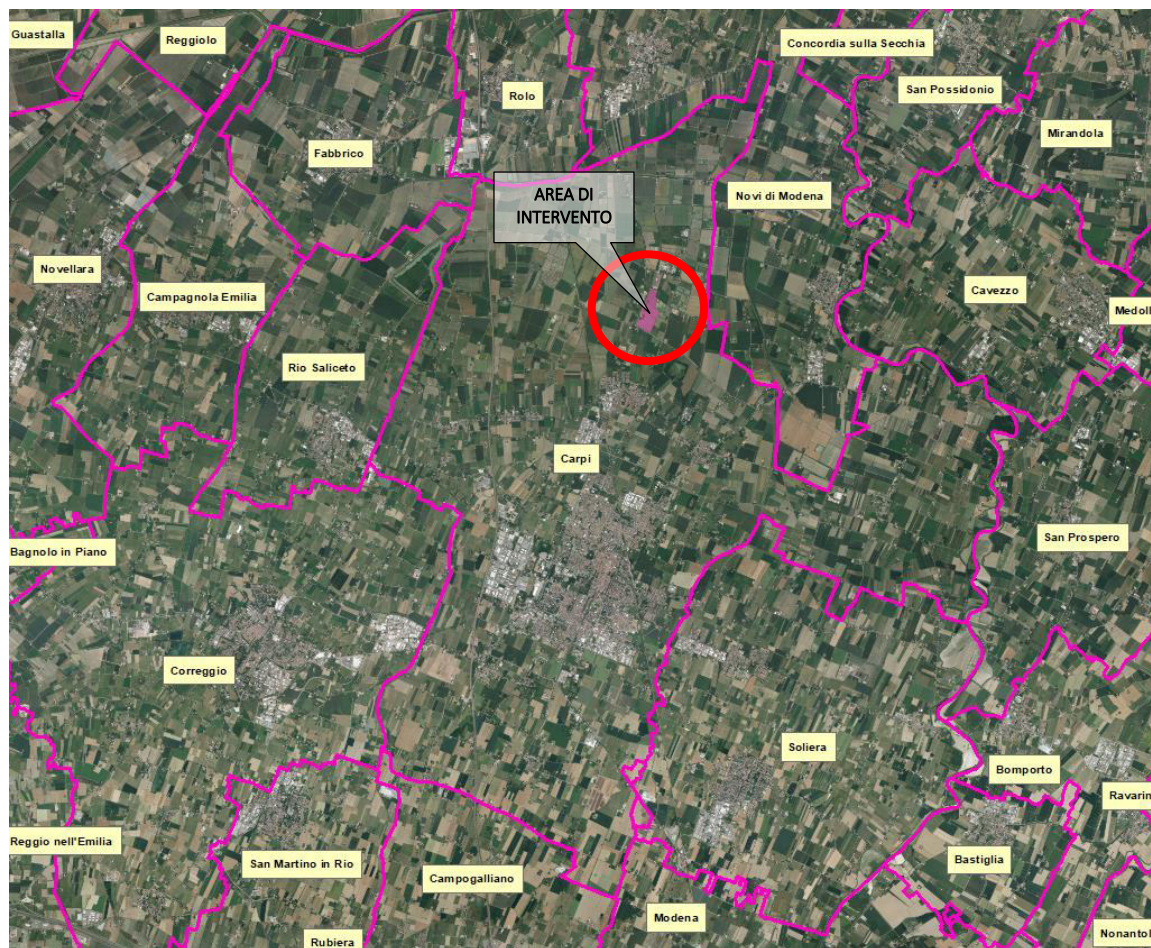 Guastalla
Reggiolo
Concordia sulla Secchia
San Possidonio
Rolo
Mirandola
Fabbrico
AREA DI
INTERVENTO
Novi di Modena
Novellara
Campagnola Emilia
Cavezzo
Medoll
Rio Saliceto
Carpi
San Prospero
Bagnolo in Piano
Correggio
Soliera
Bomporto
Ravarin
Reggio nell'Emilia
San Martino in Rio
Campogalliano
Bastiglia
Modena
Rubiera
Nonantol